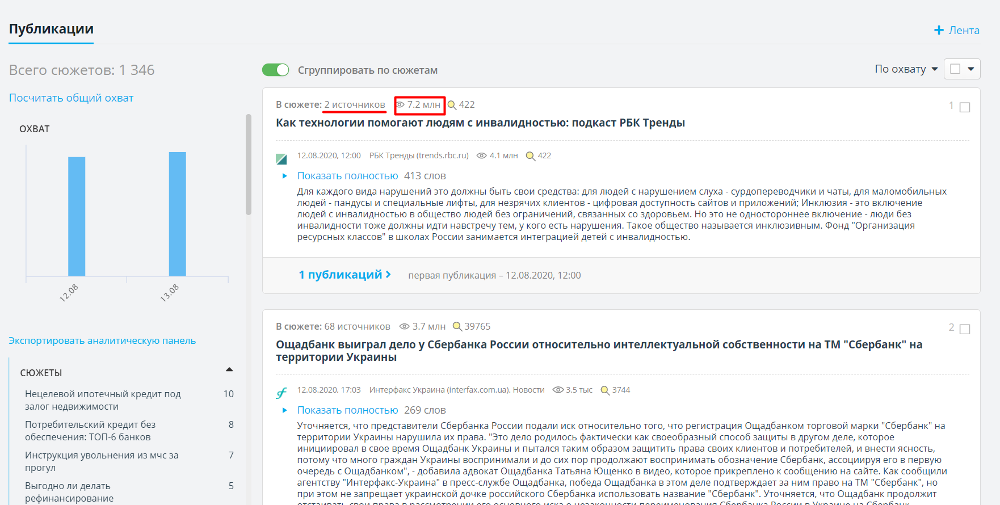 Публикации
Лента
Всего сюжетов: 1 346
Посчитать общий охват
ОХВАТ
12.08
13.08
Экспортировать аналитическую панель
СЮЖЕТЫ
Нецелевой ипотечный кредит под 10
залог недвижимости
Потребительский кредит без 8
обеспечения: ТОП-6 банков
Инструкция увольнения из мчс за 7
прогул
Выгодно ли делать 5
рефинансирование
Сгруппировать по сюжетам
По охвату
В сюжете: 2 источников 7.2 млн 422
1
Как технологии помогают людям с инвалидностью: подкаст РБК Тренды
12.08.2020, 12:00 РБК Тренды (trends.rbc.ru) 4.1 млн 422
Показать полностью 413 слов
Для каждого вида нарушений это должны быть свои средства: для людей с нарушением слуха - сурдопереводчики и чаты, для маломобильных
людей - пандусы и специальные лифты, для незрячих клиентов - цифровая доступность сайтов и приложений; Инклюзия - это включение
людей с инвалидностью в общество людей без ограничений, связанных со здоровьем. Но это не одностороннее включение - люди без
инвалидности тоже должны идти навстречу тем, у кого есть нарушения. Такое общество называется инклюзивным. Фонд "Организация
ресурсных классов" в школах России занимается интеграцией детей с инвалидностью.
1 публикаций первая публикация – 12.08.2020, 12:00
В сюжете: 68 источников 3.7 млн 39765
2
Ощадбанк выиграл дело у Сбербанка России относительно интеллектуальной собственности на ТМ "Сбербанк" на
территории Украины
12.08.2020, 17:03 Интерфакс Украина (interfax.com.ua). Новости 3.5 тыс 3744
Показать полностью 269 слов
Уточняется, что представители Сбербанка России подали иск относительно того, что регистрация Ощадбанком торговой марки "Сбербанк" на
территории Украины нарушила их права. "Это дело родилось фактически как своеобразный способ защиты в другом деле, которое
инициировал в свое время Ощадбанк Украины и пытался таким образом защитить права своих клиентов и потребителей, и внести ясность,
потому что много граждан Украины воспринимали и до сих пор продолжают воспринимать обозначение Сбербанк, ассоциируя его в первую
очередь с Ощадбанком", - добавила адвокат Ощадбанка Татьяна Ющенко в видео, которое прикреплено к сообщению на сайте. Как сообщили
агентству "Интерфакс-Украина" в пресс-службе Ощадбанка, победа Ощадбанка в этом деле подтверждает за ним право на ТМ "Сбербанк", но
при этом не запрещает украинской дочке российского Сбербанка использовать название "Сбербанк". Уточняется, что Ощадбанк продолжит
отстаивать свои права в рассмотрении его основного иска о незаконности переименования Сбербанка России в Украине на Сбербанк